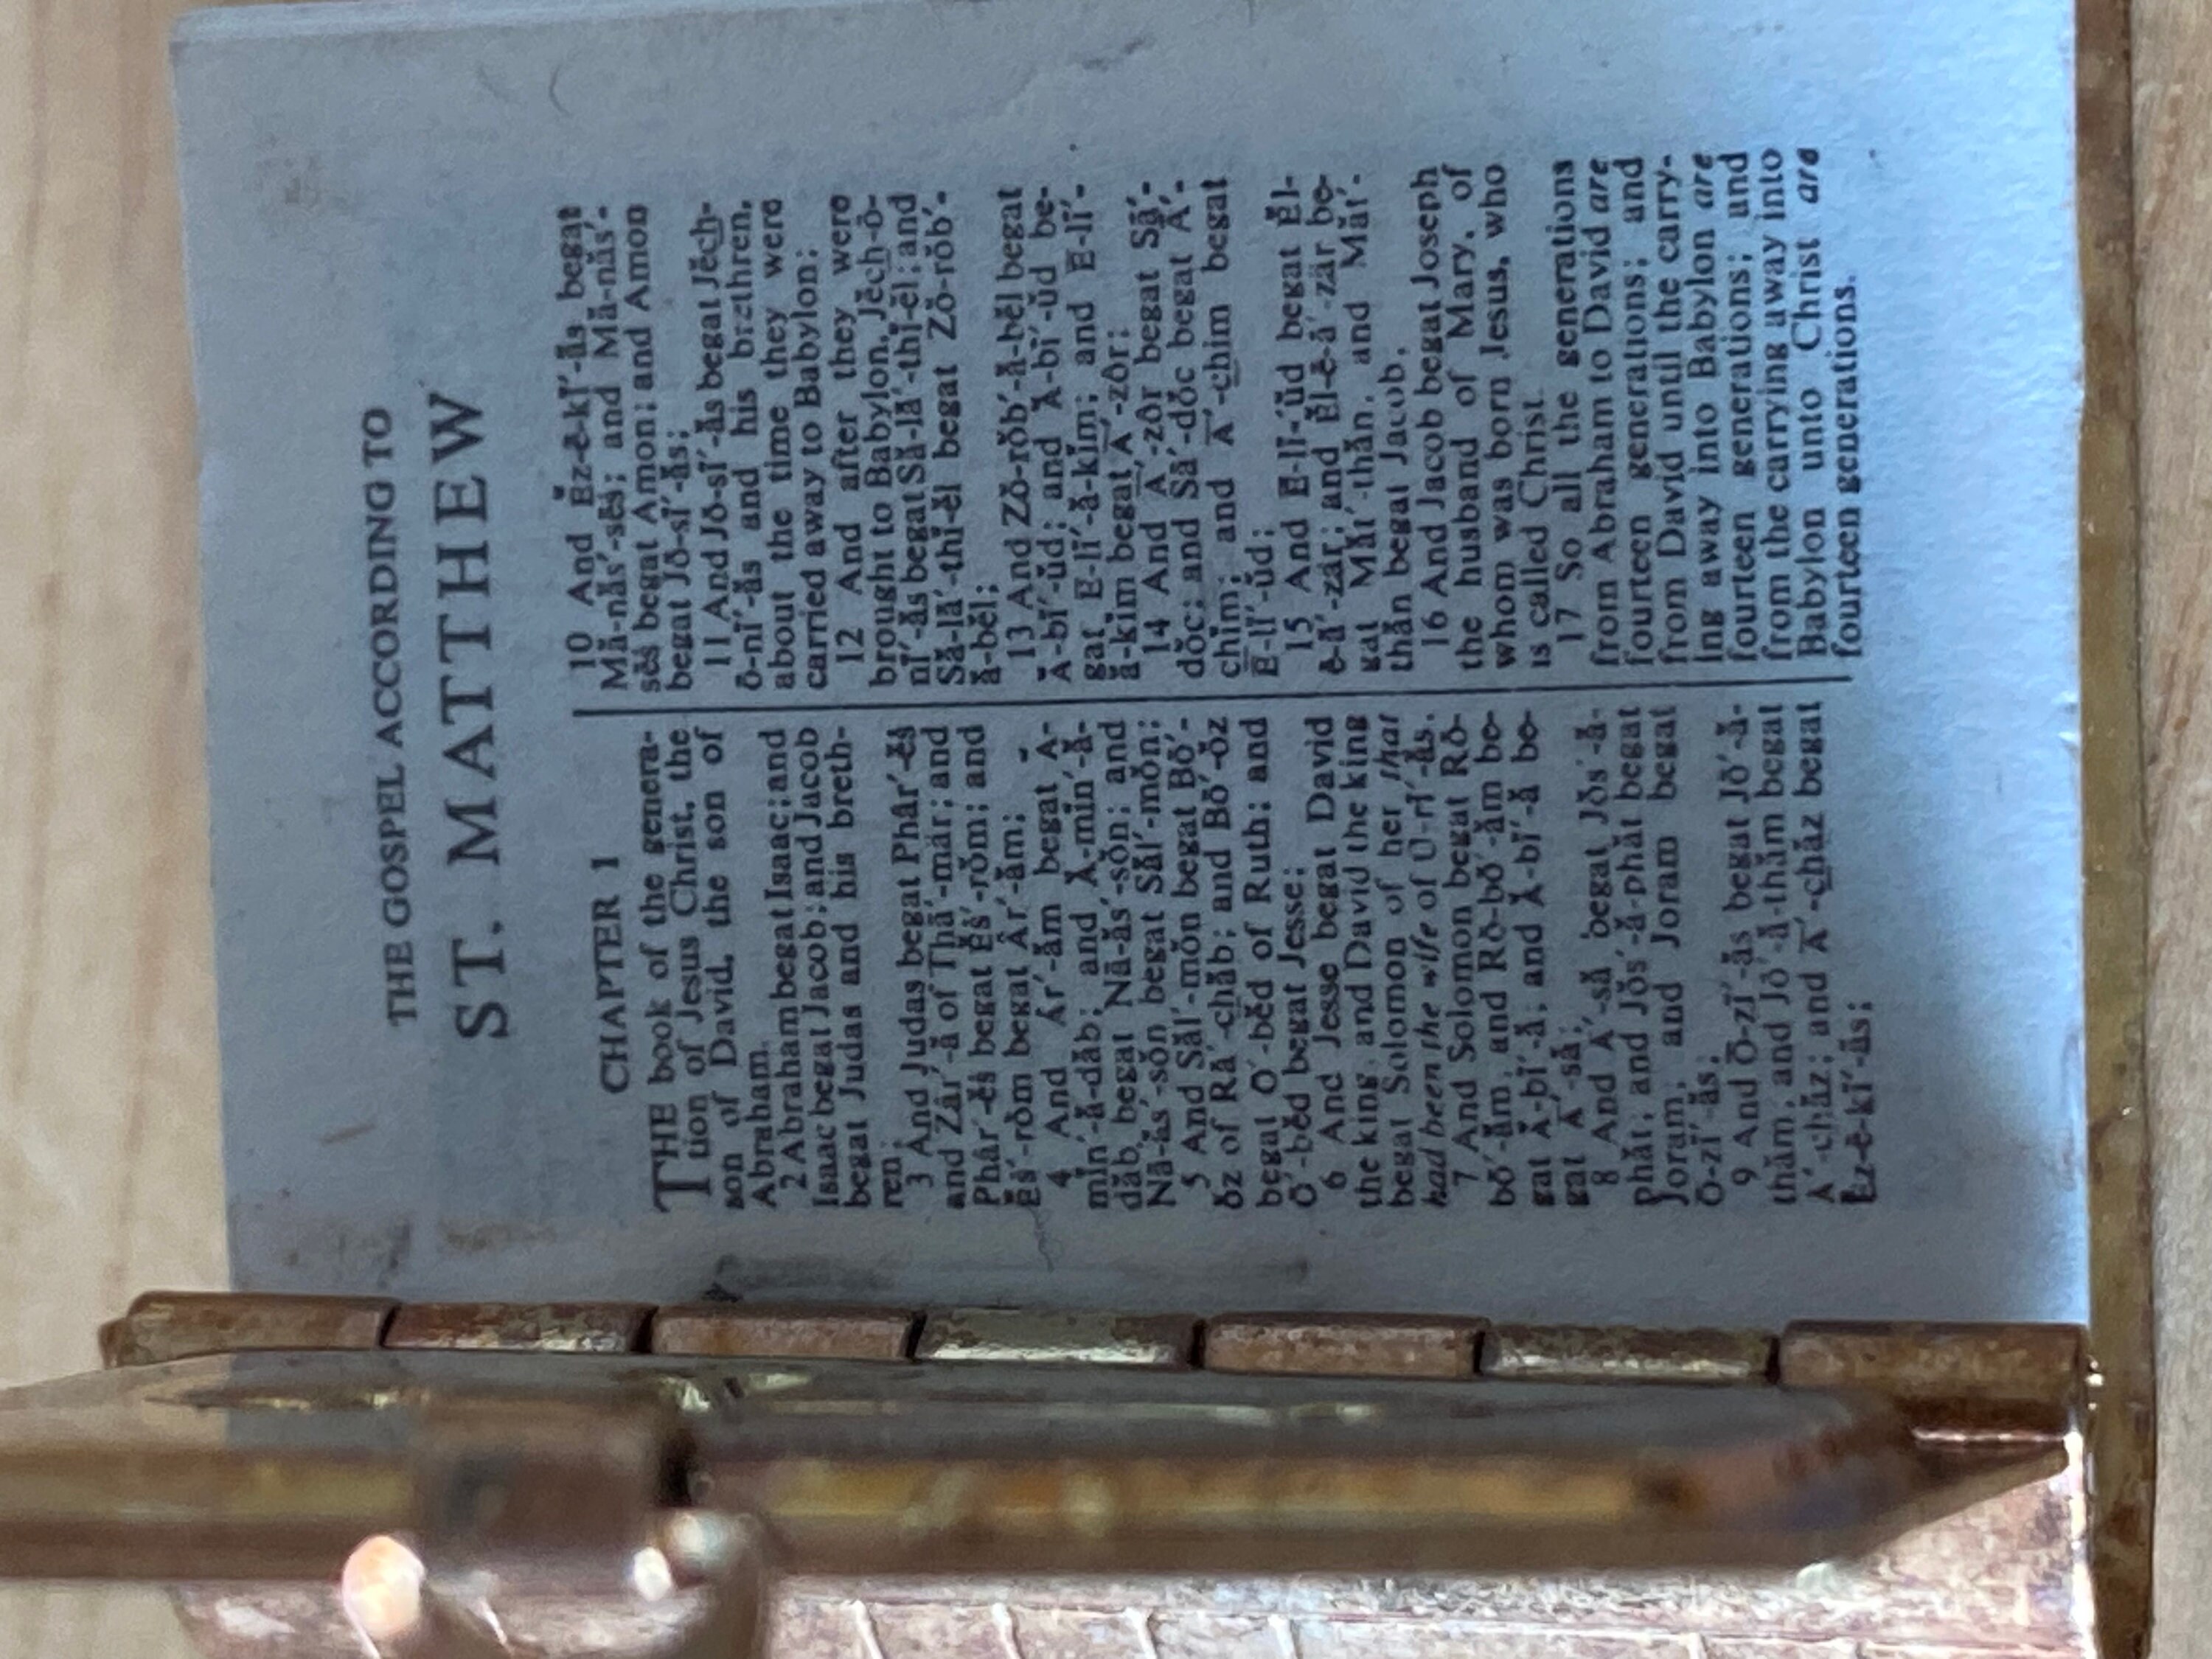 THE GOSPEL ACCORDING TO
ST. MATTHEW
CHAPTER 1
THE book of the genera-
tion of Jesus Christ, the
son of David, the son of
Abraham.
2 Abraham begat Isaac; and
Isaac begat Jacob; and Jacob
begat Judas and his breth-
ren;
3 And Judas begat Phâr´-ĕs
and Zâr´-ă of Thā´-mär; and
Phâr´-ĕs begat Ĕs´-rŏm; and
Ĕs´-rŏm begat Âr´-ăm;
4 And Âr´-ăm begat Ă-
mĭn´-ă-dăb; and Ă-mĭn´-ă-
dăb begat Nā-ăs´-sŏn; and
Nā-ăs´-sŏn begat Săl´-mŏn;
5 And Săl´-mŏn begat Bō´-
ŏz of Rā´-chăb; and Bō´-ŏz
begat Ō´-bĕd of Ruth; and
Ō´-bĕd begat Jesse;
6 And Jesse begat David
the king; and David the king
begat Solomon of her that
had been the wife of Ū-rī´-ăs.
7 And Solomon begat Rō-
bō´-ăm; and Rō-bō´-ăm be-
gat Ă-bī´-ă; and Ă-bī´-ă be-
gat Ā´-să;
8 And Ā´-să begat Jŏs´-ă-
phăt; and Jŏs´-ă-phăt begat
Joram; and Joram begat
Ō-zī´-ăs;
9 And Ō-zī´-ăs begat Jō´-ă-
thăm; and Jō´-ă-thăm begat
Ā´-chăz; and Ā´-chăz begat
Ĕz-ē-kī´-ăs;
10 And Ĕz-ē-kī´-ăs begat
Mă-năs´-sēs; and Mă-năs´-
sēs begat Amon; and Amon
begat Jō-sī´-ăs;
11 And Jō-sī´-ăs begat Jĕch-
ō-nī´-ăs and his brethren,
about the time they were
carried away to Babylon:
12 And after they were
brought to Babylon, Jĕch-ō-
nī´-ăs begat Să-lā´-thĭ-ĕl; and
Să-lā´-thĭ-ĕl begat Zŏ-rŏb´-
ă-bĕl;
13 And Zŏ-rŏb´-ă-bĕl begat
Ă-bī´-ŭd; and Ă-bī´-ŭd be-
gat Ē-lī´-ă-kĭm; and Ē-lī´-
ă-kĭm begat Ā´-zôr;
14 And Ā´-zôr begat Sā´-
dŏc; and Sā´-dŏc begat Ā´-
chĭm; and Ā´-chim begat
Ē-lī´-ŭd;
15 And Ē-lī´-ŭd begat Ĕl-
ē-ā´-zär; and Ĕl-ē-ā´-zär be-
gat Măt´-thăn; and Măt´-
thăn begat Jacob;
16 And Jacob begat Joseph
the husband of Mary, of
whom was born Jesus, who
is called Christ.
17 So all the generations
from Abraham to David are
fourteen generations; and
from David until the carry-
ing away into Babylon are
fourteen generations; and
from the carrying away into
Babylon unto Christ are
fourteen generations.